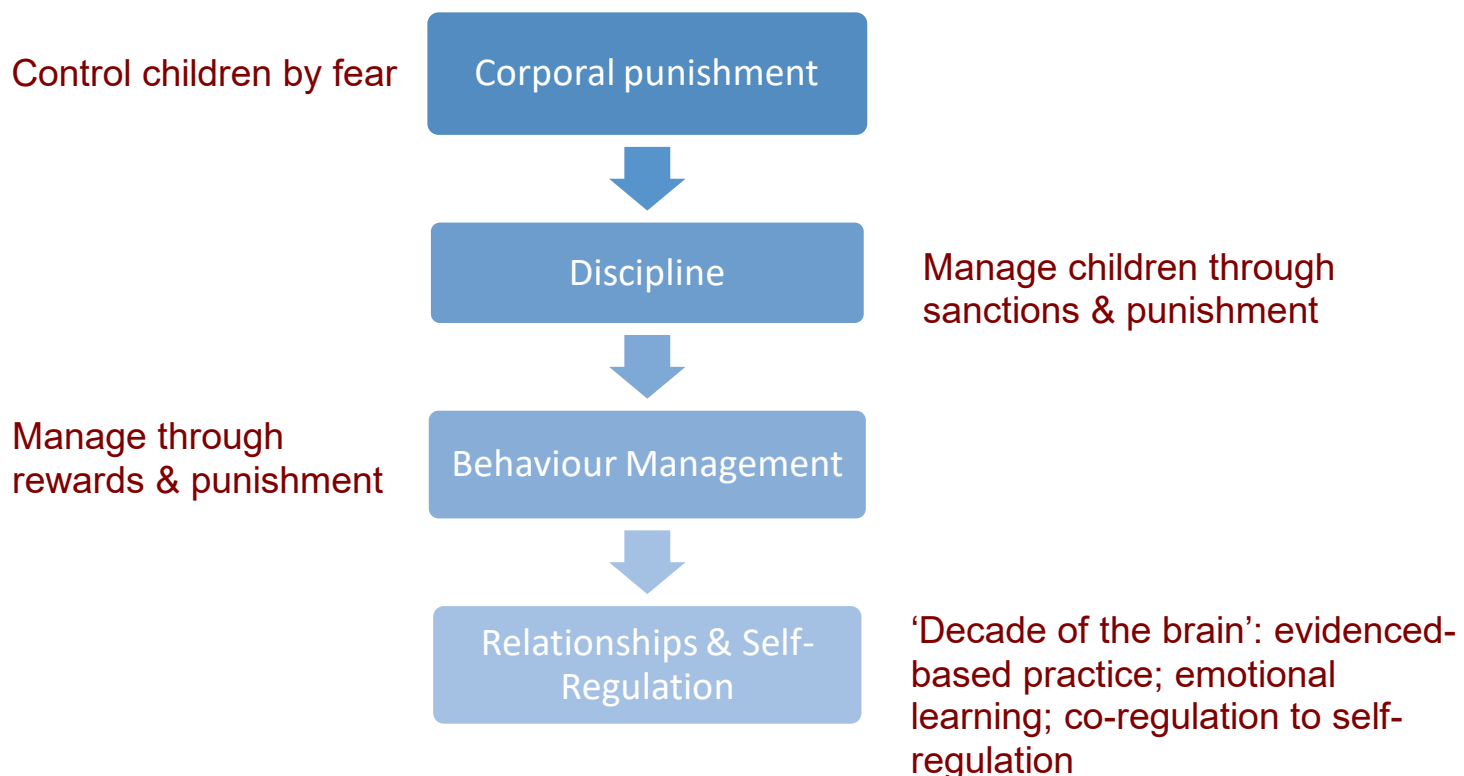 Control children by fear
Corporal punishment
Discipline
Manage children through
sanctions & punishment
Manage through
rewards & punishment
Behaviour Management
Relationships & Self-
Regulation
‘Decade of the brain’: evidenced-
based practice; emotional
learning; co-regulation to self-
regulation